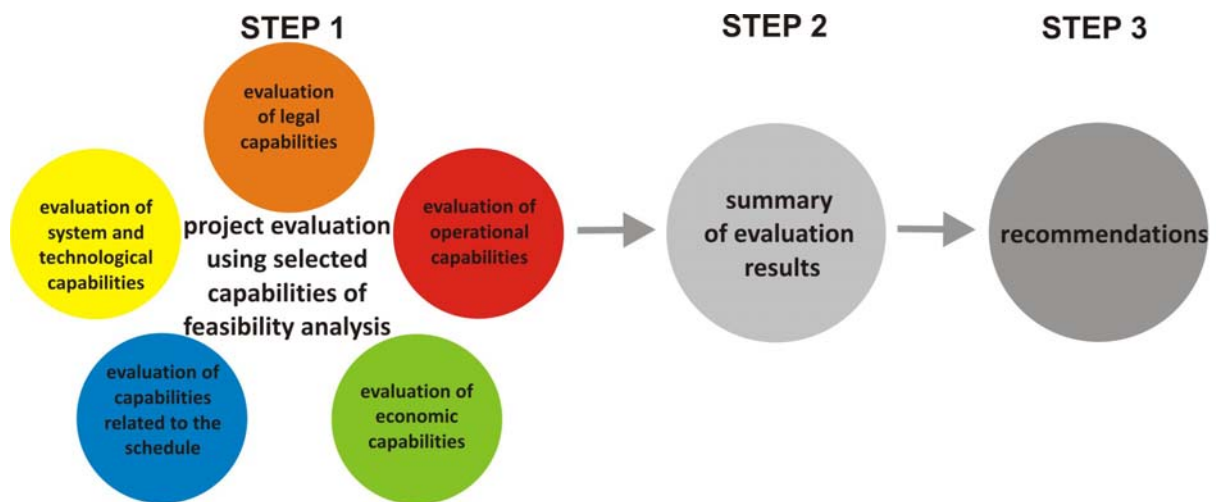 STEP 1
evaluation
of legal
capabilities
evaluation of
system and
technological
capabilities
project evaluation
using selected
capabilities of
feasibility analysis
evaluation of
operational
capabilities
evaluation of
capabilities
related to the
schedule
evaluation of
economic
capabilities
STEP 2
summary
of evaluation
results
STEP 3
recommendations